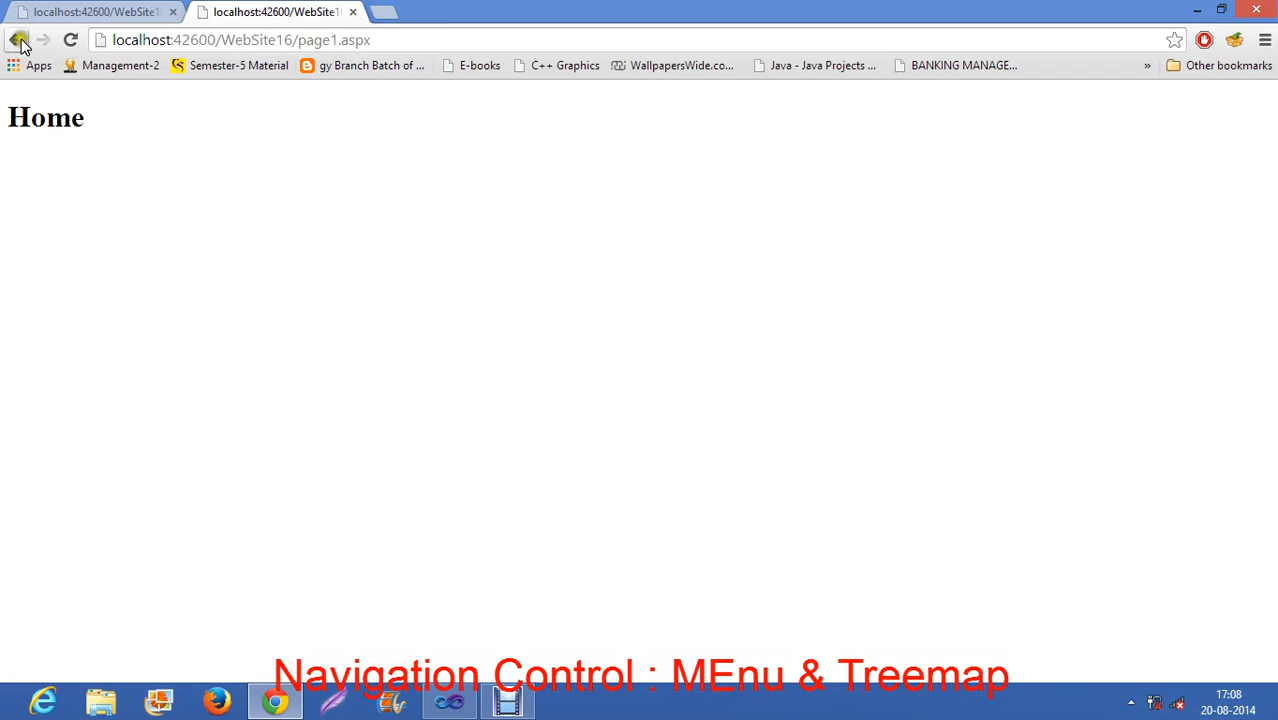 localhost:42600/WebSite1
localhost:42600/WebSite1
localhost:42600/WebSite16/page1.aspx
Apps
Management-2
Semester-5 Material
gy Branch Batch of ...
E-books
C++ Graphics
WallpapersWide.co...
Java - Java Projects ...
BANKING MANAGE...
»
Other bookmarks
Home
Navigation Control : MEnu & Treemap
17:08
20-08-2014